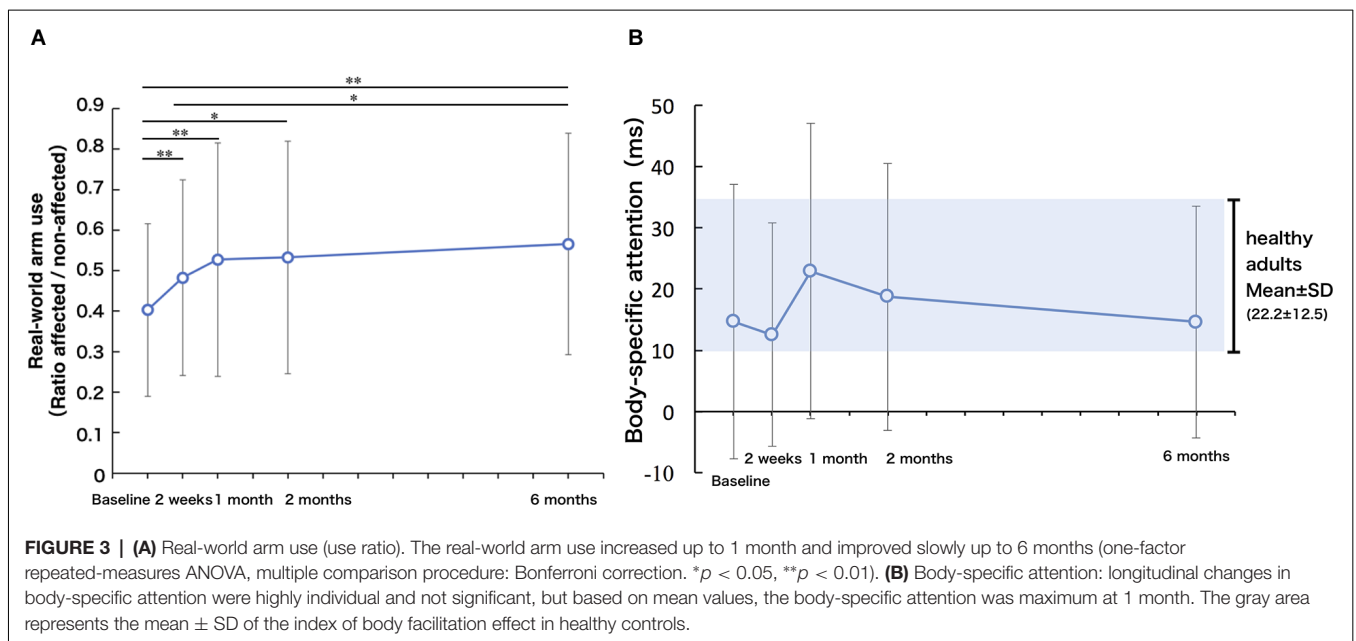 A
B
**
*
*
**
**
0.9
0.8
0.7
0.6
0.5
0.4
0.3
0.2
0.1
0
Real-world arm use
(Ratio affected / non-affected)
Baseline 2 weeks 1 month 2 months 6 months
50
40
30
20
10
0
-10
Body-specific attention (ms)
2 weeks 1 month 2 months 6 months
Baseline
healthy
adults
Mean±SD
(22.2±12.5)
FIGURE 3 | (A) Real-world arm use (use ratio). The real-world arm use increased up to 1 month and improved slowly up to 6 months (one-factor
repeated-measures ANOVA, multiple comparison procedure: Bonferroni correction. *p < 0.05, **p < 0.01). (B) Body-specific attention: longitudinal changes in
body-specific attention were highly individual and not significant, but based on mean values, the body-specific attention was maximum at 1 month. The gray area
represents the mean ± SD of the index of body facilitation effect in healthy controls.